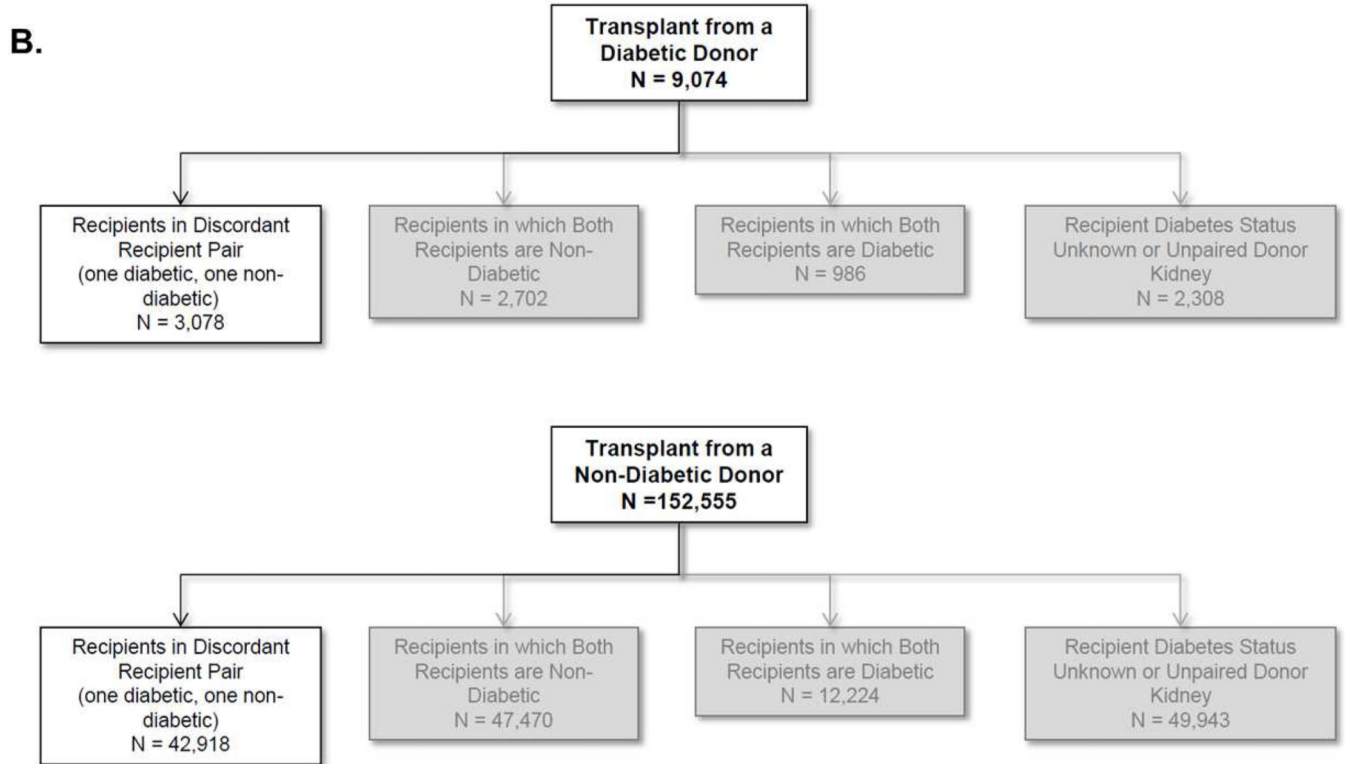 B.
Transplant from a
Diabetic Donor
N = 9,074
Recipients in Discordant
Recipient Pair
(one diabetic, one non-
diabetic)
N = 3,078
Recipients in which Both
Recipients are Non-
Diabetic
N = 2,702
Recipients in which Both
Recipients are Diabetic
N = 986
Recipient Diabetes Status
Unknown or Unpaired Donor
Kidney
N = 2,308
Transplant from a
Non-Diabetic Donor
N =152,555
Recipients in Discordant
Recipient Pair
(one diabetic, one non-
diabetic)
N = 42,918
Recipients in which Both
Recipients are Non-
Diabetic
N = 47,470
Recipients in which Both
Recipients are Diabetic
N = 12,224
Recipient Diabetes Status
Unknown or Unpaired Donor
Kidney
N = 49,943